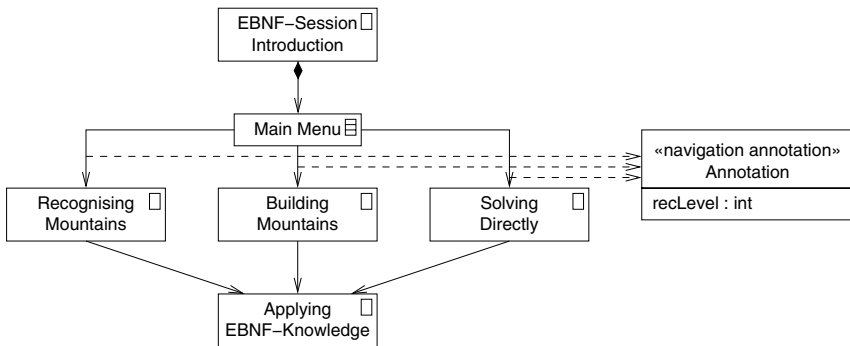 EBNF–Session
Introduction
Main Menu
«navigation annotation»
Annotation
recLevel : int
Recognising
Mountains
Building
Mountains
Solving
Directly
Applying
EBNF–Knowledge